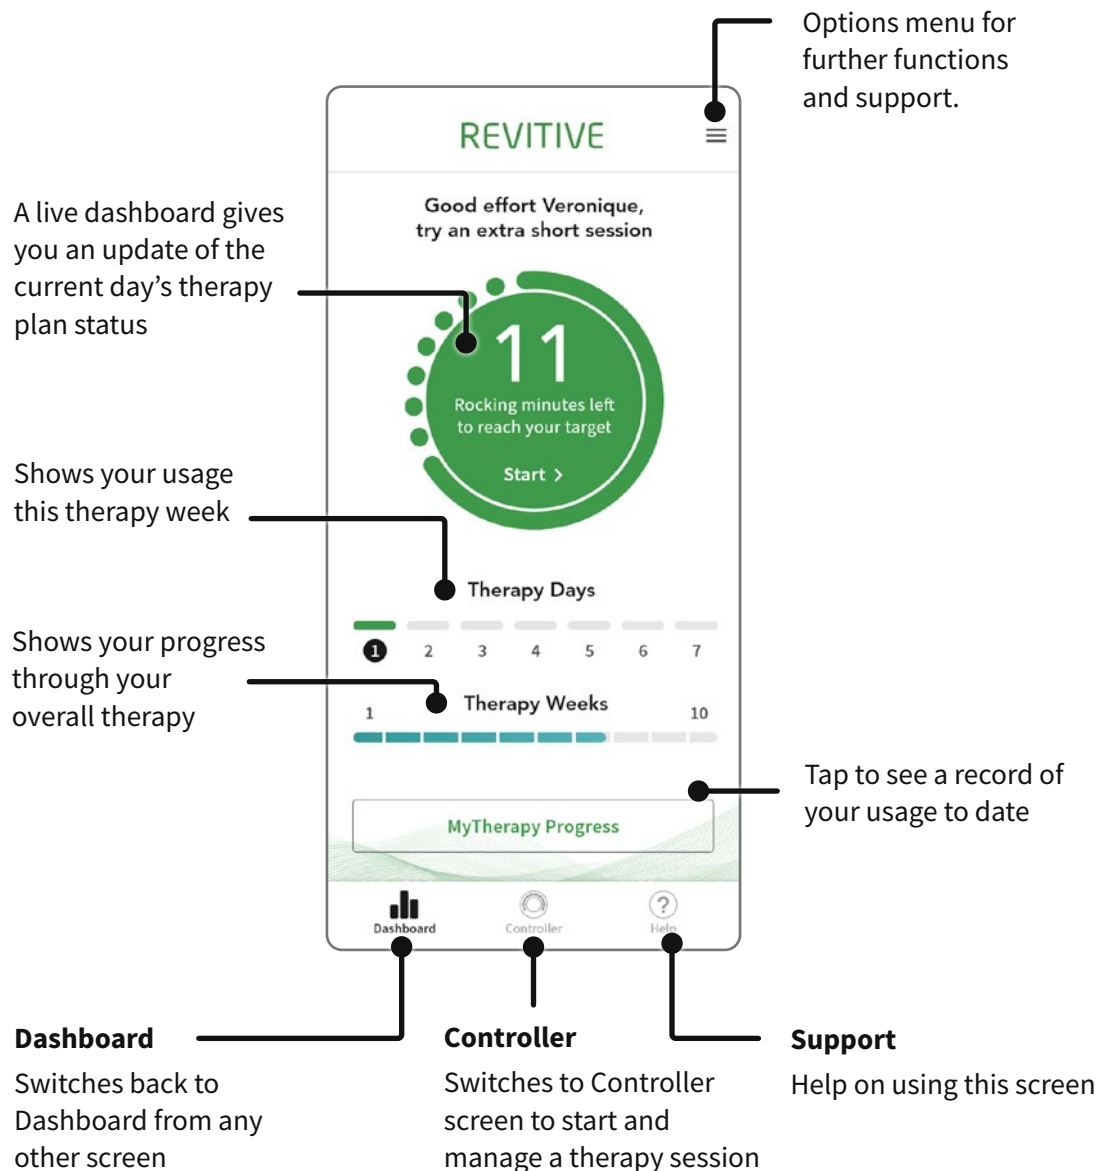 Options menu for
further functions
and support.
REVITIVE
Good effort Veronique,
try an extra short session
A live dashboard gives
you an update of the
current day’s therapy
plan status
11
Rocking minutes left
to reach your target
Start >
Shows your usage
this therapy week
Therapy Days
1 2 3 4 5 6 7
Shows your progress
through your
overall therapy
Therapy Weeks
1 10
Tap to see a record of
your usage to date
MyTherapy Progress
Dashboard Controller Help
?
Dashboard
Switches back to
Dashboard from any
other screen
Controller
Switches to Controller
screen to start and
manage a therapy session
Support
Help on using this screen